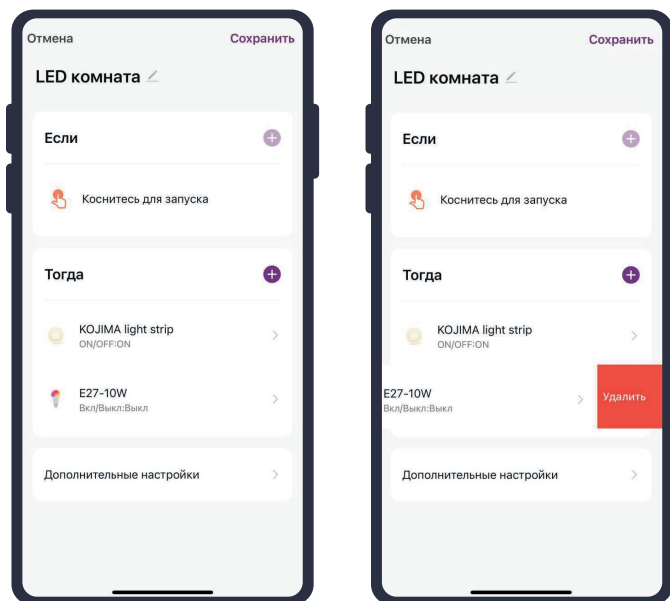 Отмена
Сохранить
LED комната
Если
Коснитесь для запуска
Тогда
KOJIMA light strip
ON/OFF:ON
E27-10W
Вкл/Выкл:Выкл
Дополнительные настройки
Отмена
Сохранить
LED комната
Если
Коснитесь для запуска
Тогда
KOJIMA light strip
ON/OFF:ON
E27-10W
Вкл/Выкл:Выкл
Удалить
Дополнительные настройки